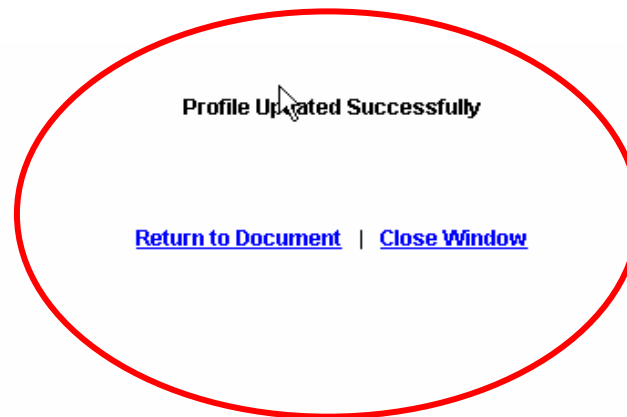 Profile Updated Successfully
Return to Document | Close Window